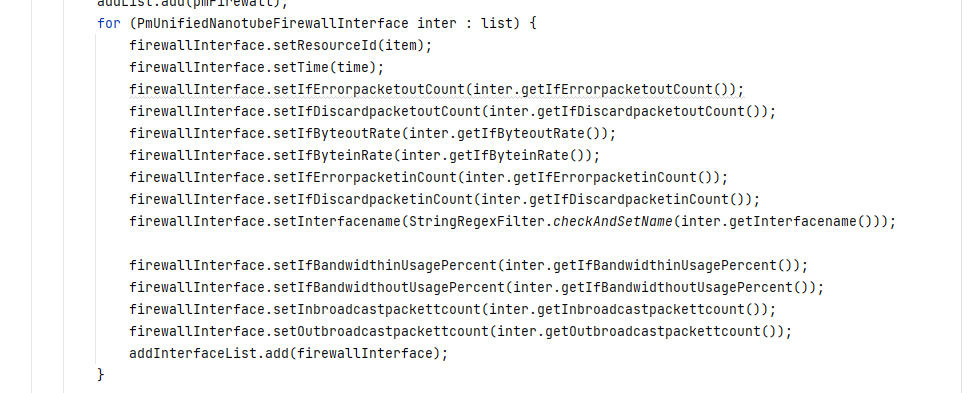 addList.add(pmFirewall);
for (PmUnifiedNanotubeFirewallInterface inter : list) {
firewallInterface.setResourceId(item);
firewallInterface.setTime(time);
firewallInterface.setIfErrorpacketoutCount(inter.getIfErrorpacketoutCount());
firewallInterface.setIfDiscardpacketoutCount(inter.getIfDiscardpacketoutCount());
firewallInterface.setIfByteoutRate(inter.getIfByteoutRate());
firewallInterface.setIfByteinRate(inter.getIfByteinRate());
firewallInterface.setIfErrorpacketinCount(inter.getIfErrorpacketinCount());
firewallInterface.setIfDiscardpacketinCount(inter.getIfDiscardpacketinCount());
firewallInterface.setInterfacename(StringRegexFilter.checkAndSetName(inter.getInterfacename()));
firewallInterface.setIfBandwidthinUsagePercent(inter.getIfBandwidthinUsagePercent());
firewallInterface.setIfBandwidthoutUsagePercent(inter.getIfBandwidthoutUsagePercent());
firewallInterface.setInbroadcastpackettcount(inter.getInbroadcastpackettcount());
firewallInterface.setOutbroadcastpackettcount(inter.getOutbroadcastpackettcount());
addInterfaceList.add(firewallInterface);
}